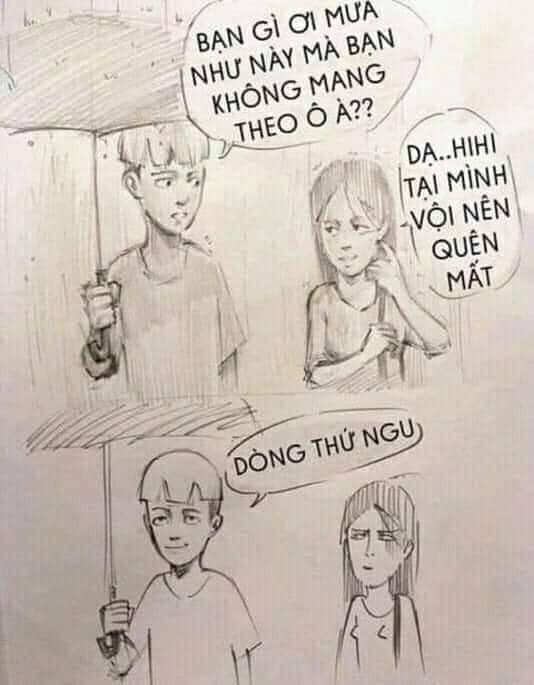 BẠN GÌ ƠI MƯA
NHƯ NÀY MÀ BẠN
KHÔNG MANG
THEO Ô À??
DẠ..HIHI
TẠI MÌNH
VỘI NÊN
QUÊN
MẤT
DÒNG THỨ NGU